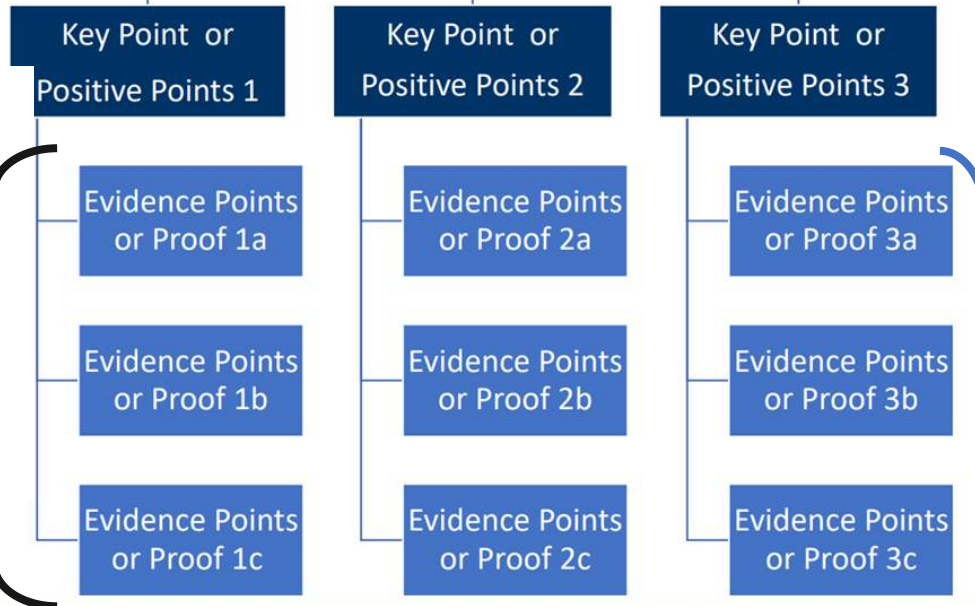 Key Point or
Positive Points 1
Key Point or
Positive Points 2
Key Point or
Positive Points 3
Evidence Points
or Proof 1a
Evidence Points
or Proof 2a
Evidence Points
or Proof 3a
Evidence Points
or Proof 1b
Evidence Points
or Proof 2b
Evidence Points
or Proof 3b
Evidence Points
or Proof 1c
Evidence Points
or Proof 2c
Evidence Points
or Proof 3c